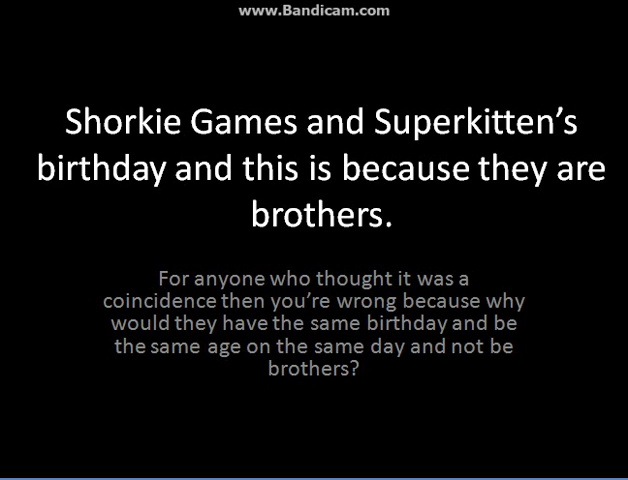 www.Bandicam.com
Shorkie Games and Superkitten’s
birthday and this is because they are
brothers.
For anyone who thought it was a
coincidence then you’re wrong because why
would they have the same birthday and be
the same age on the same day and not be
brothers?